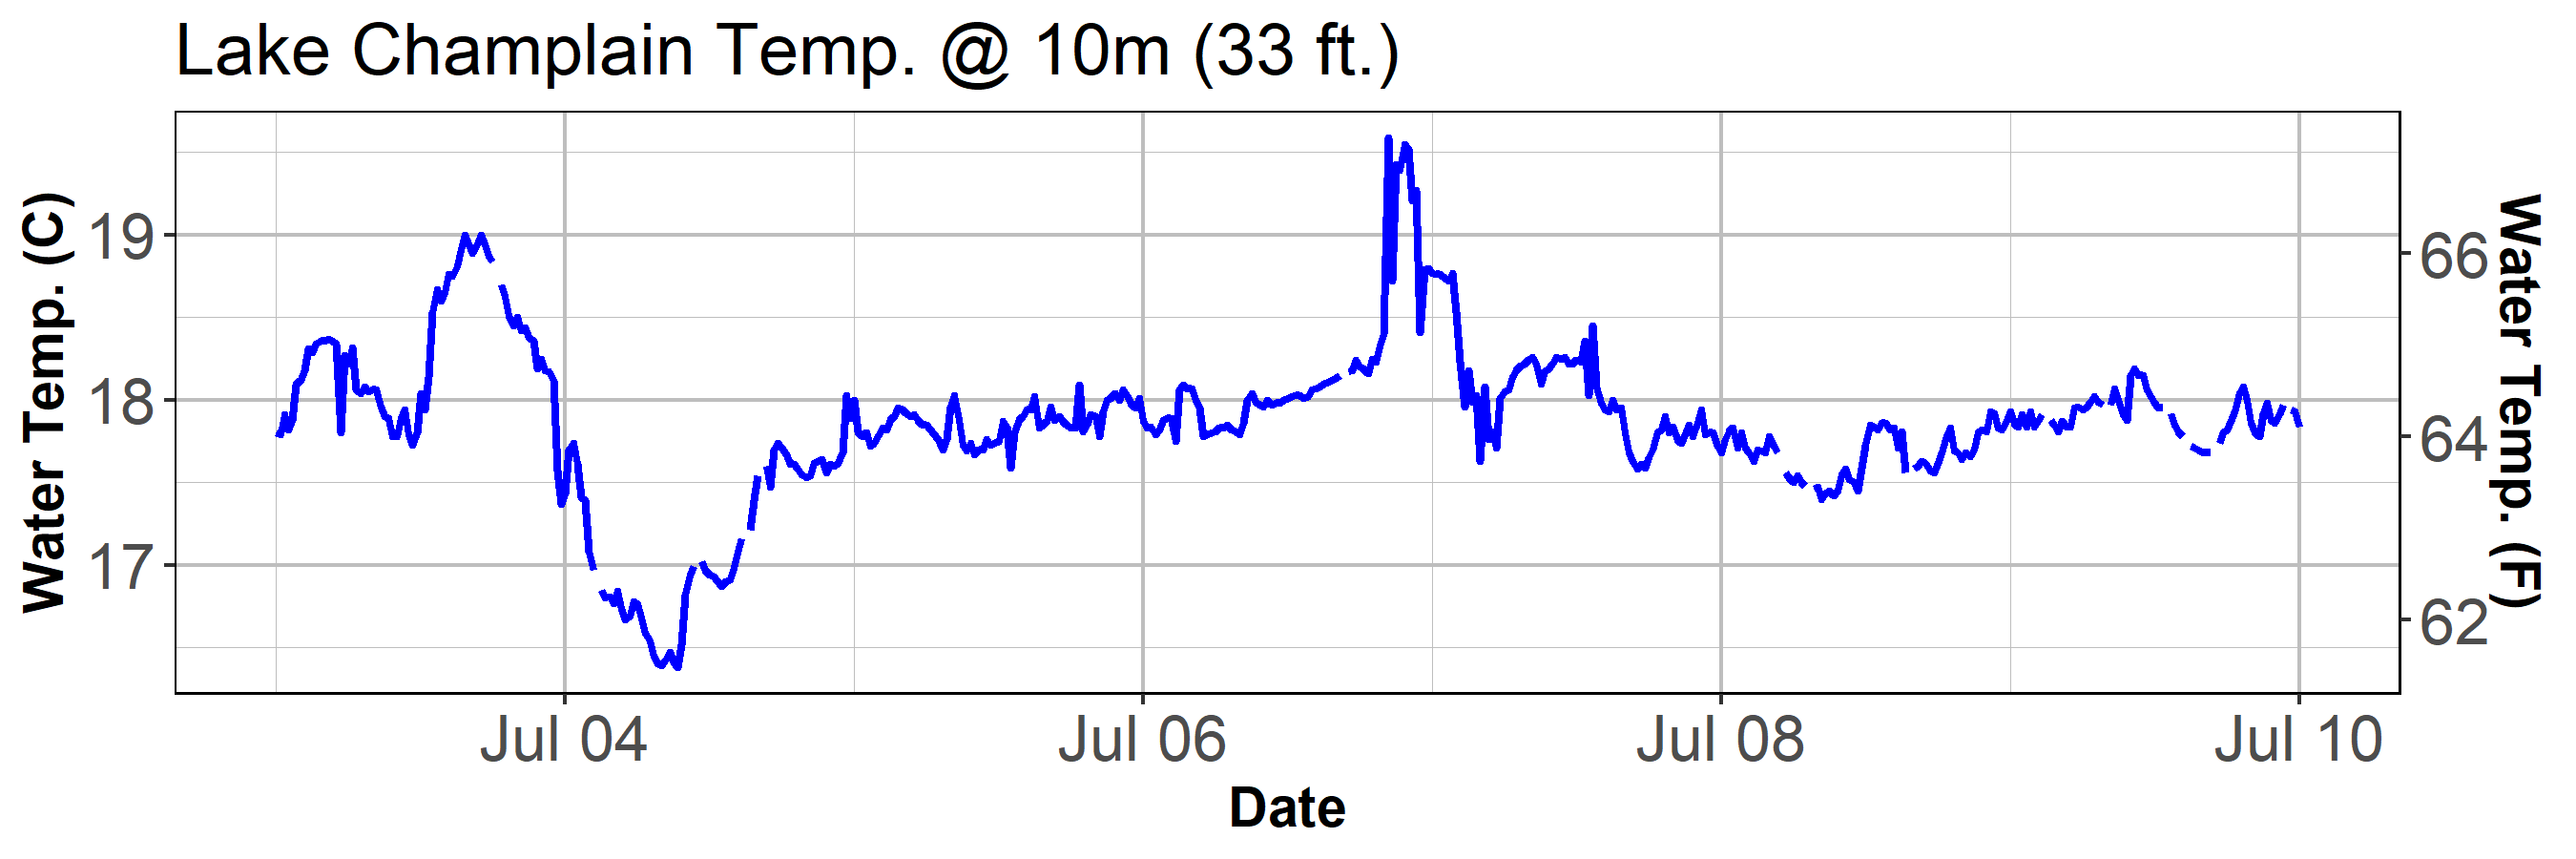 Lake Champlain Temp. @ 10m (33 ft.)
Water Temp. (C)
19
18
17
66
64
62
Water Temp. (F)
Jul 04 Jul 06 Jul 08 Jul 10
Date